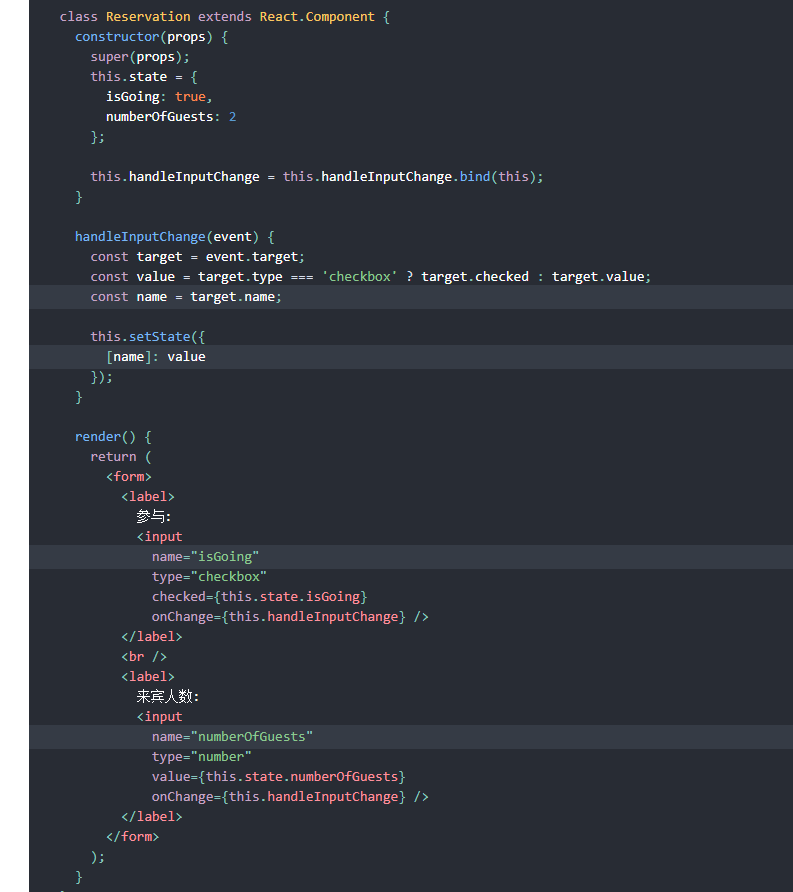 class Reservation extends React.Component {
  constructor(props) {
    super(props);
    this.state = {
      isGoing: true,
      numberOfGuests: 2
    };

    this.handleInputChange = this.handleInputChange.bind(this);
  }

  handleInputChange(event) {
    const target = event.target;
    const value = target.type === 'checkbox' ? target.checked : target.value;
    const name = target.name;

    this.setState({
      [name]: value
    });
  }

  render() {
    return (
      <form>
        <label>
          参与:
          <input
            name="isGoing"
            type="checkbox"
            checked={this.state.isGoing}
            onChange={this.handleInputChange} />
        </label>
        <br />
        <label>
          来宾人数:
          <input
            name="numberOfGuests"
            type="number"
            value={this.state.numberOfGuests}
            onChange={this.handleInputChange} />
        </label>
      </form>
    );
  }